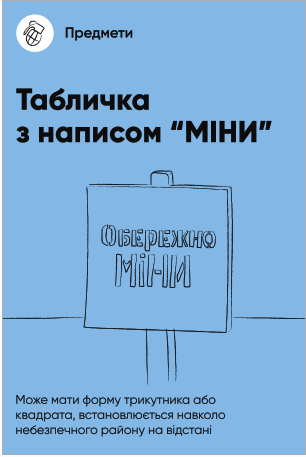 Предмети
Табличка
з написом “МІНИ”
ОБЕРЕЖНО
МІНИ
Може мати форму трикутника або
квадрата, встановлюється навколо
небезпечного району на відстані